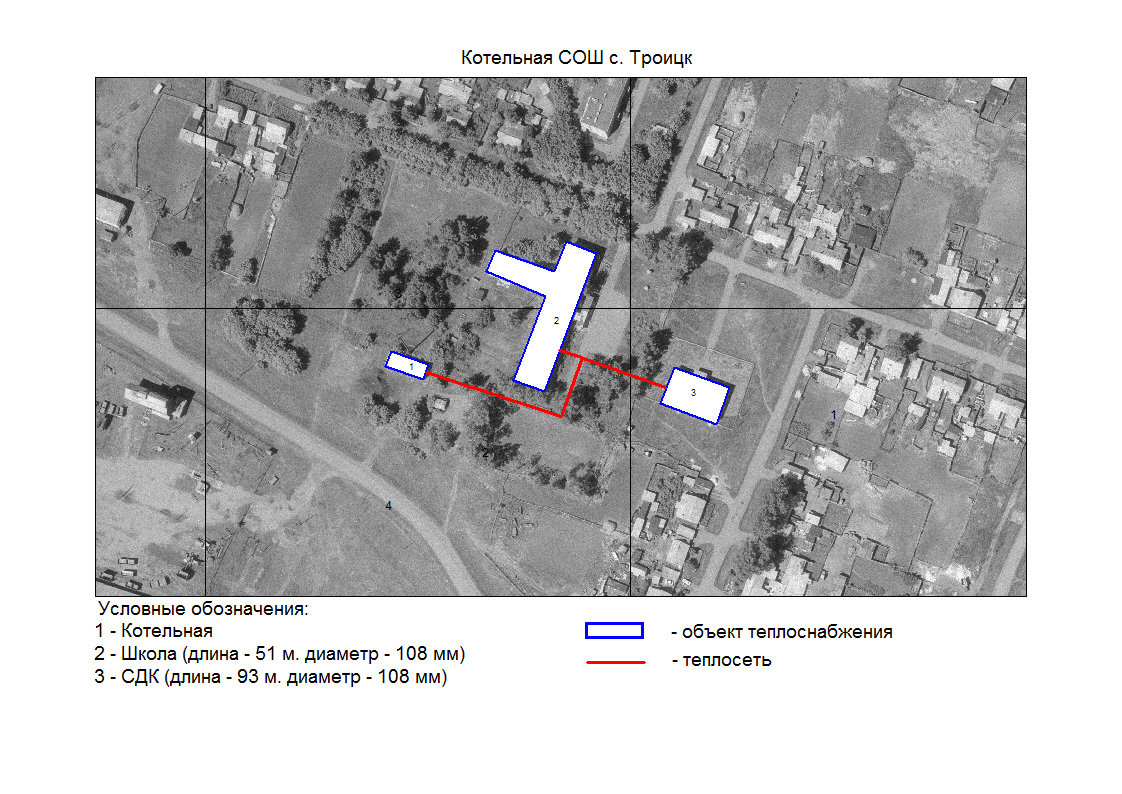 Котельная СОШ с. Троицк
2
1
3
1
2
4
Условные обозначения:
1 - Котельная
2 - Школа (длина - 51 м. диаметр - 108 мм)
3 - СДК (длина - 93 м. диаметр - 108 мм)
- объект теплоснабжения
- теплосеть